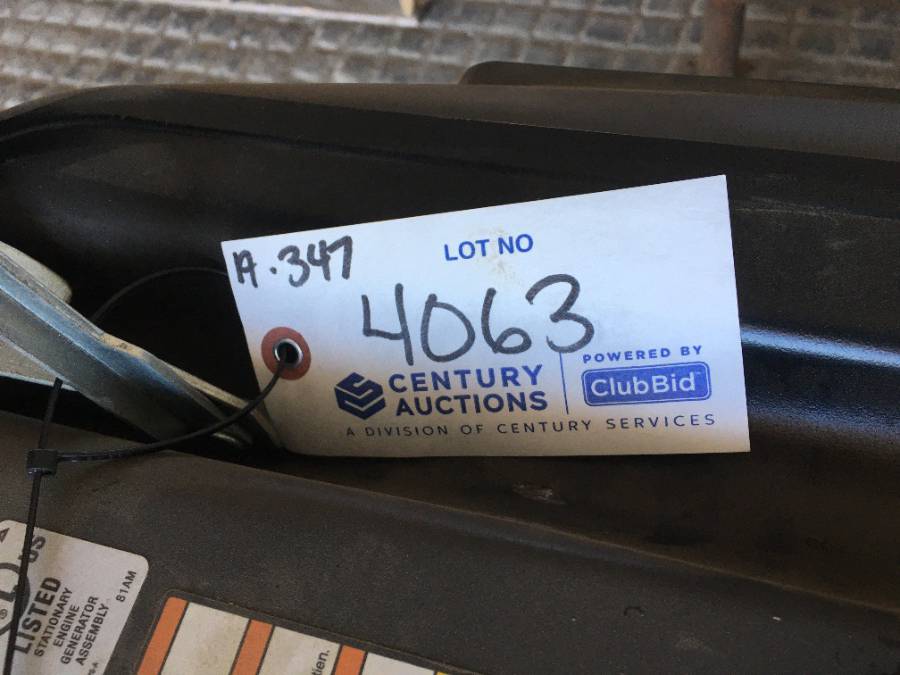 A.347
LOT NO
4063
CENTURY
AUCTIONS
POWERED BY
ClubBid
A DIVISION OF CENTURY SERVICES
US
LISTED
STATIONARY
ENGINE
GENERATOR
ASSEMBLY
81AM